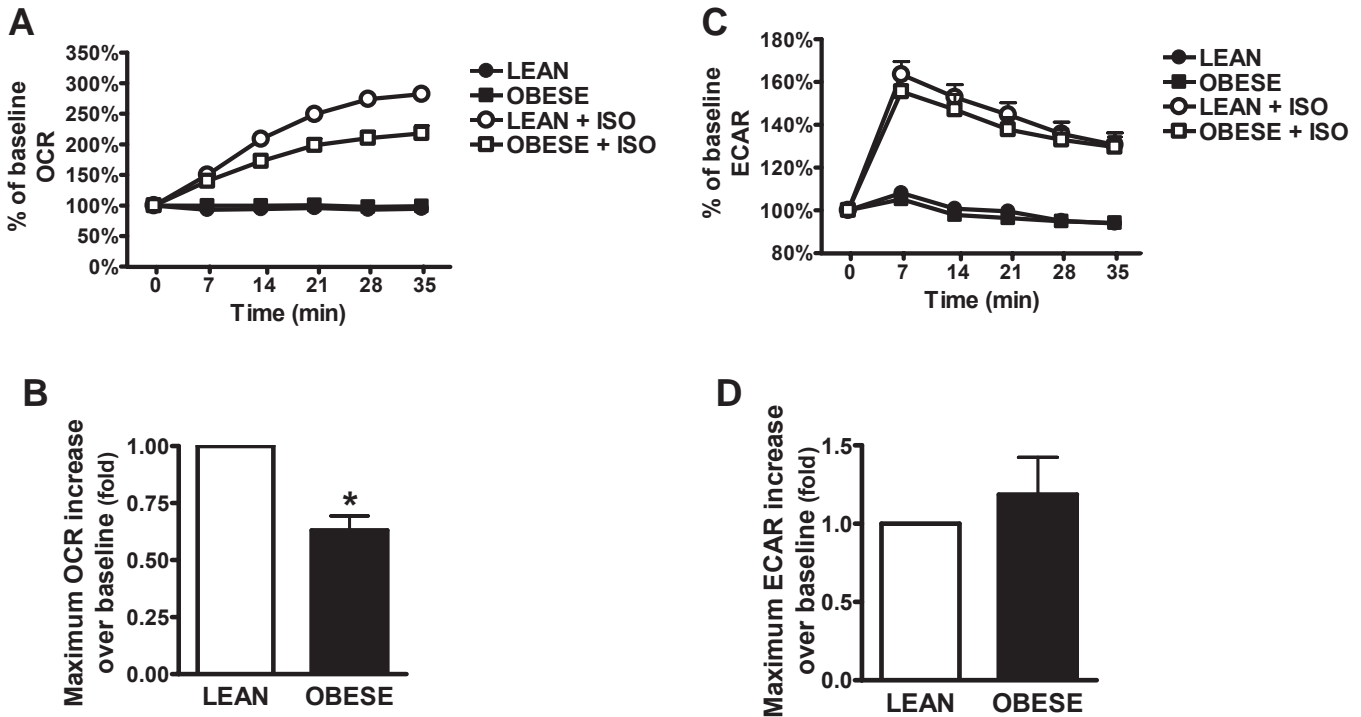 A
% of baseline
OCR
350%
300%
250%
200%
150%
100%
50%
0%
0 7 14 21 28 35
Time (min)
LEAN
OBESE
LEAN + ISO
OBESE + ISO
C
% of baseline
ECAR
180%
160%
140%
120%
100%
80%
0 7 14 21 28 35
Time (min)
LEAN
OBESE
LEAN + ISO
OBESE + ISO
B
Maximum OCR increase
over baseline (fold)
1.00
0.75
0.50
0.25
0.00
*
LEAN OBESE
D
Maximum ECAR increase
over baseline (fold)
1.5
1.0
0.5
0.0
LEAN OBESE